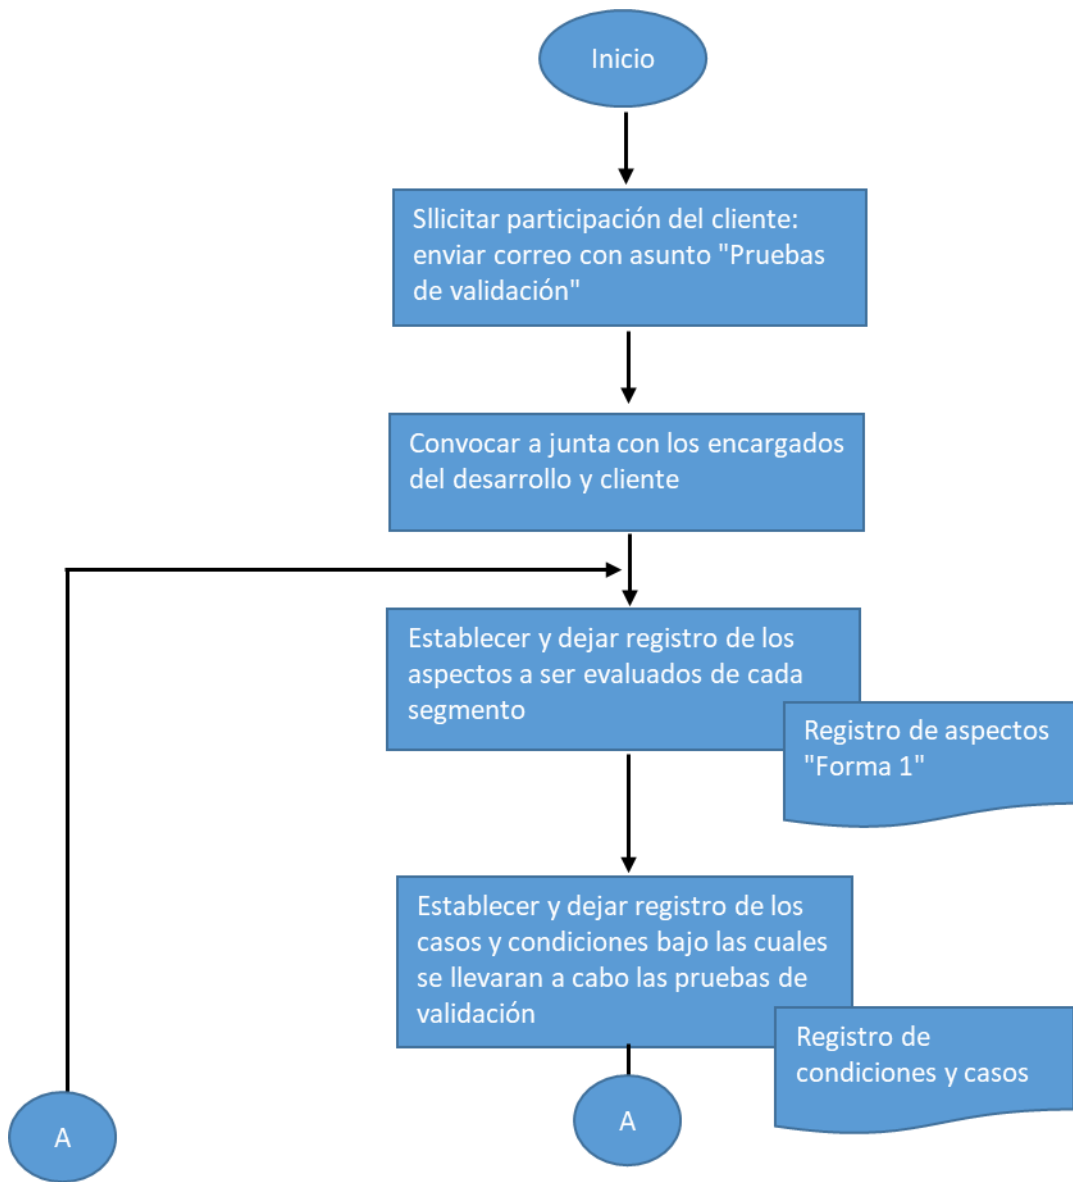 Inicio
Sllicitar participación del cliente:
enviar correo con asunto "Pruebas
de validación"
Convocar a junta con los encargados
del desarrollo y cliente
Establecer y dejar registro de los
aspectos a ser evaluados de cada
segmento
Registro de aspectos
"Forma 1"
Establecer y dejar registro de los
casos y condiciones bajo las cuales
se llevaran a cabo las pruebas de
validación
Registro de
condiciones y casos
A
A